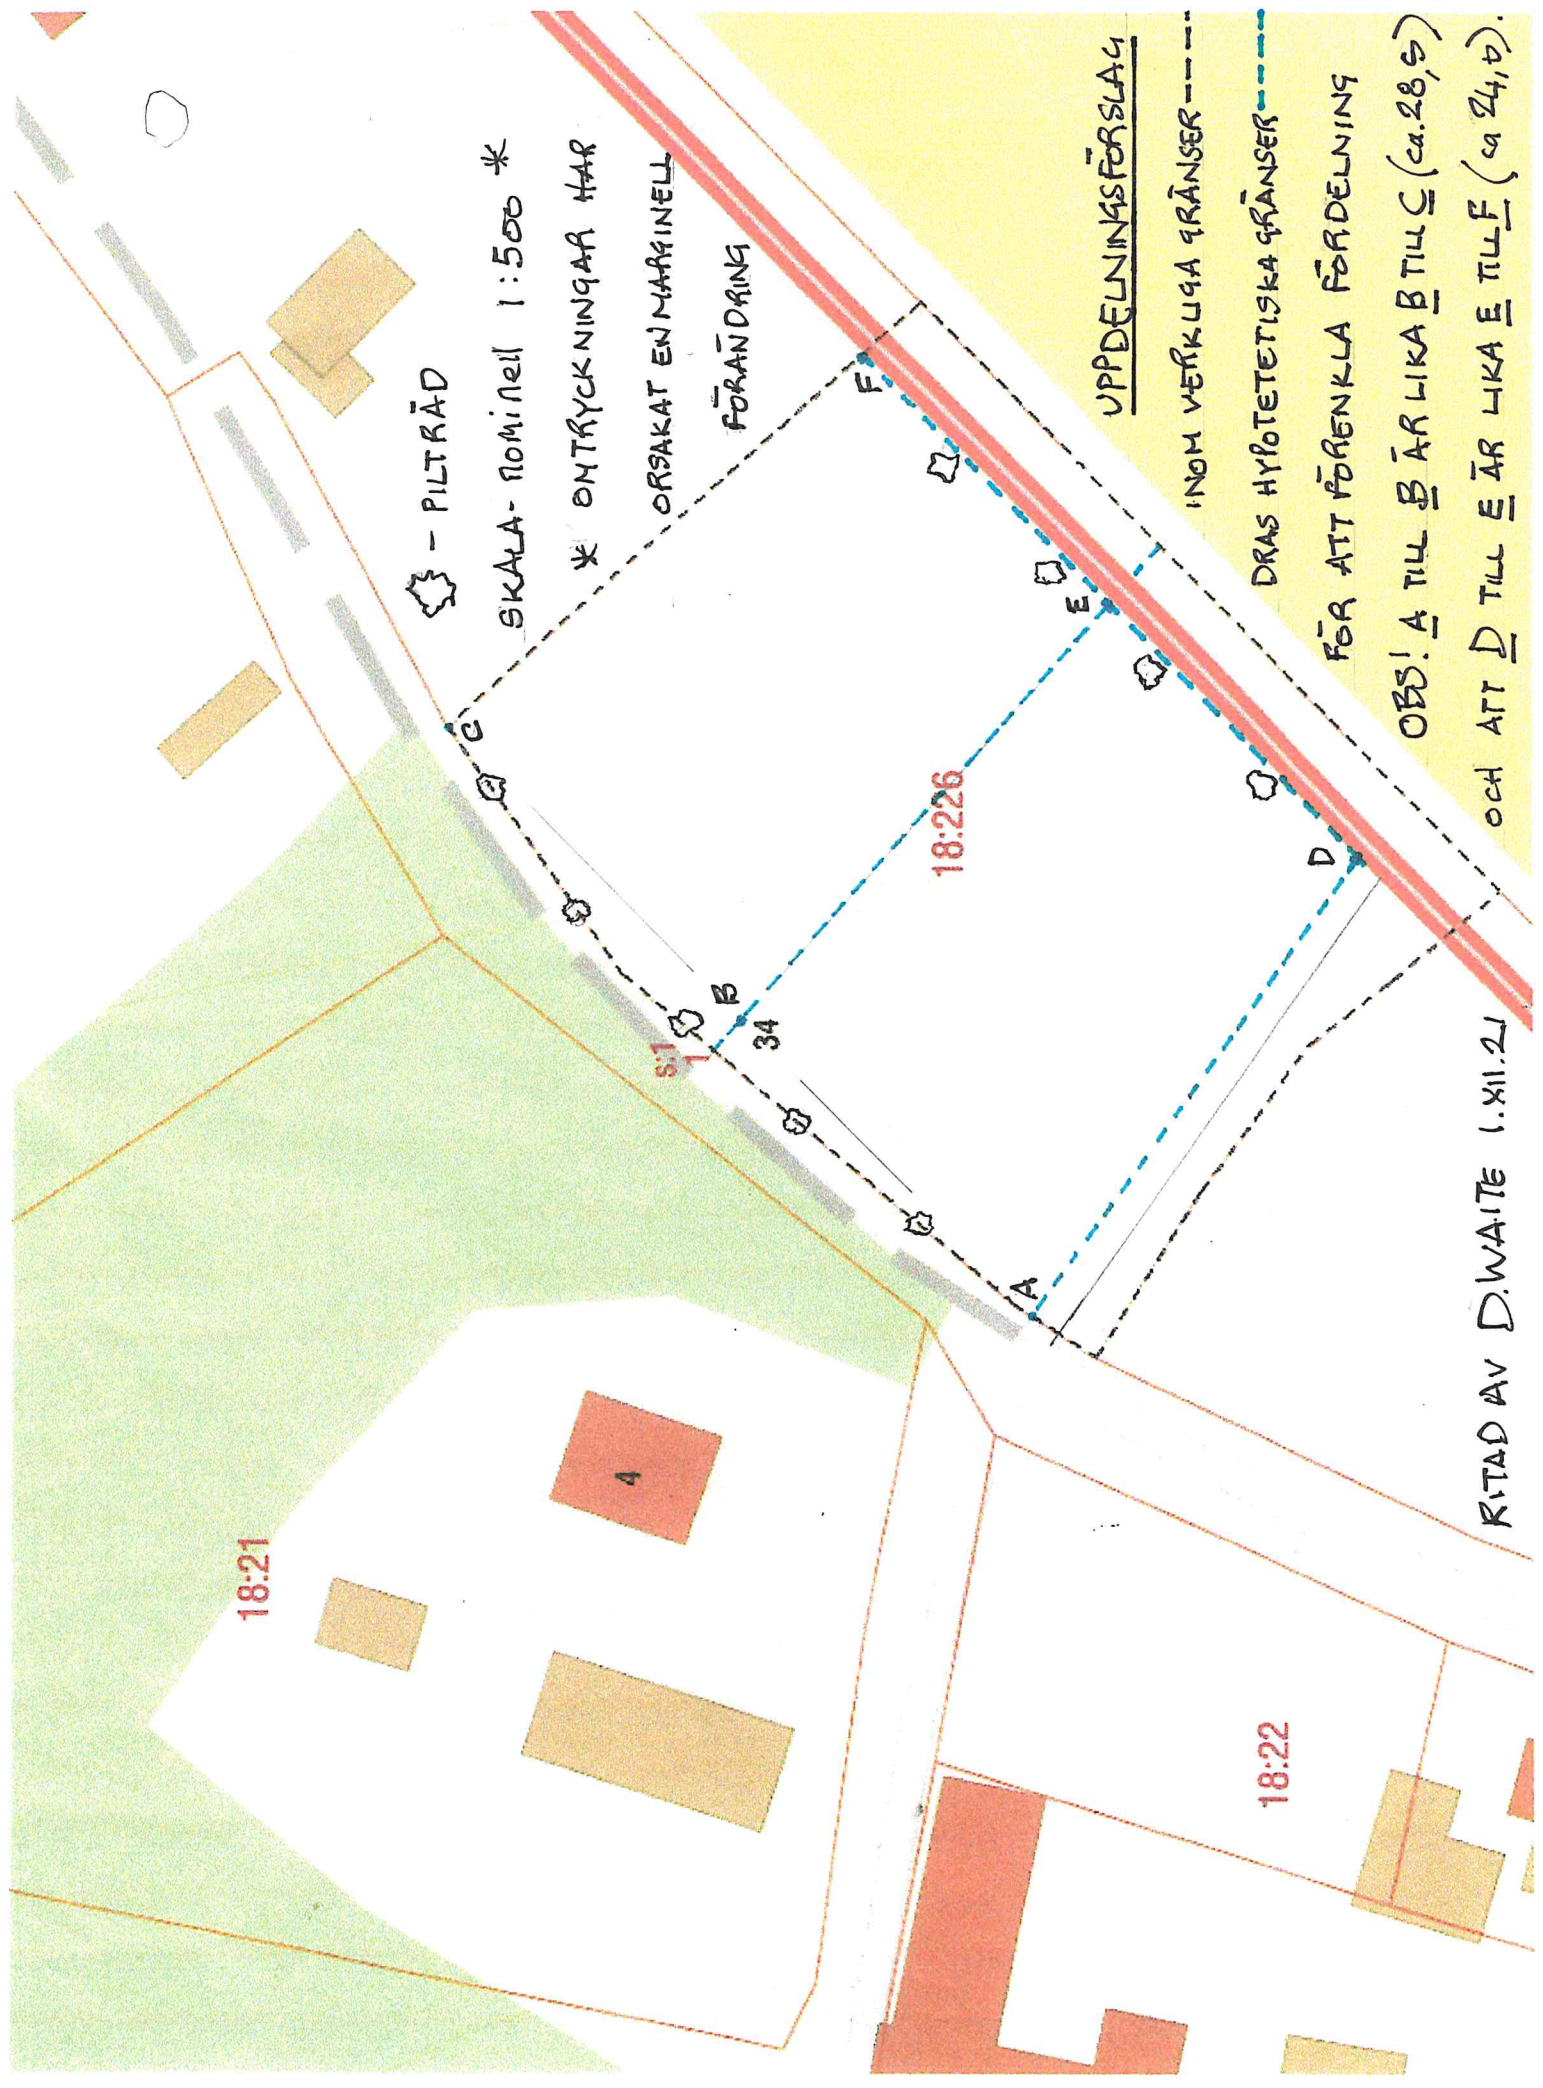 - PILTRÄD
SKALA - nominell 1:500 *
* OMTRYCKNINGAR HAR
ORSAKAT EN MARGINELL
FÖRÄNDRING
UPPDELNINGSFÖRSLAG
INOM VERKLIGA GRÄNSER----
DRAS HYPOTETETISKA GRÄNSER-----
FÖR ATT FÖRENKLA FÖRDELNING
OBS! A TILL B ÄR LIKA B TILL C (ca.28,5)
OCH ATT D TILL E ÄR LIKA E TILL F (ca 24,0).
C
F
E
B
34
s:1
1
18:226
D
A
18:21
4
18:22
RITAD AV D.WAITE 1.XII.21